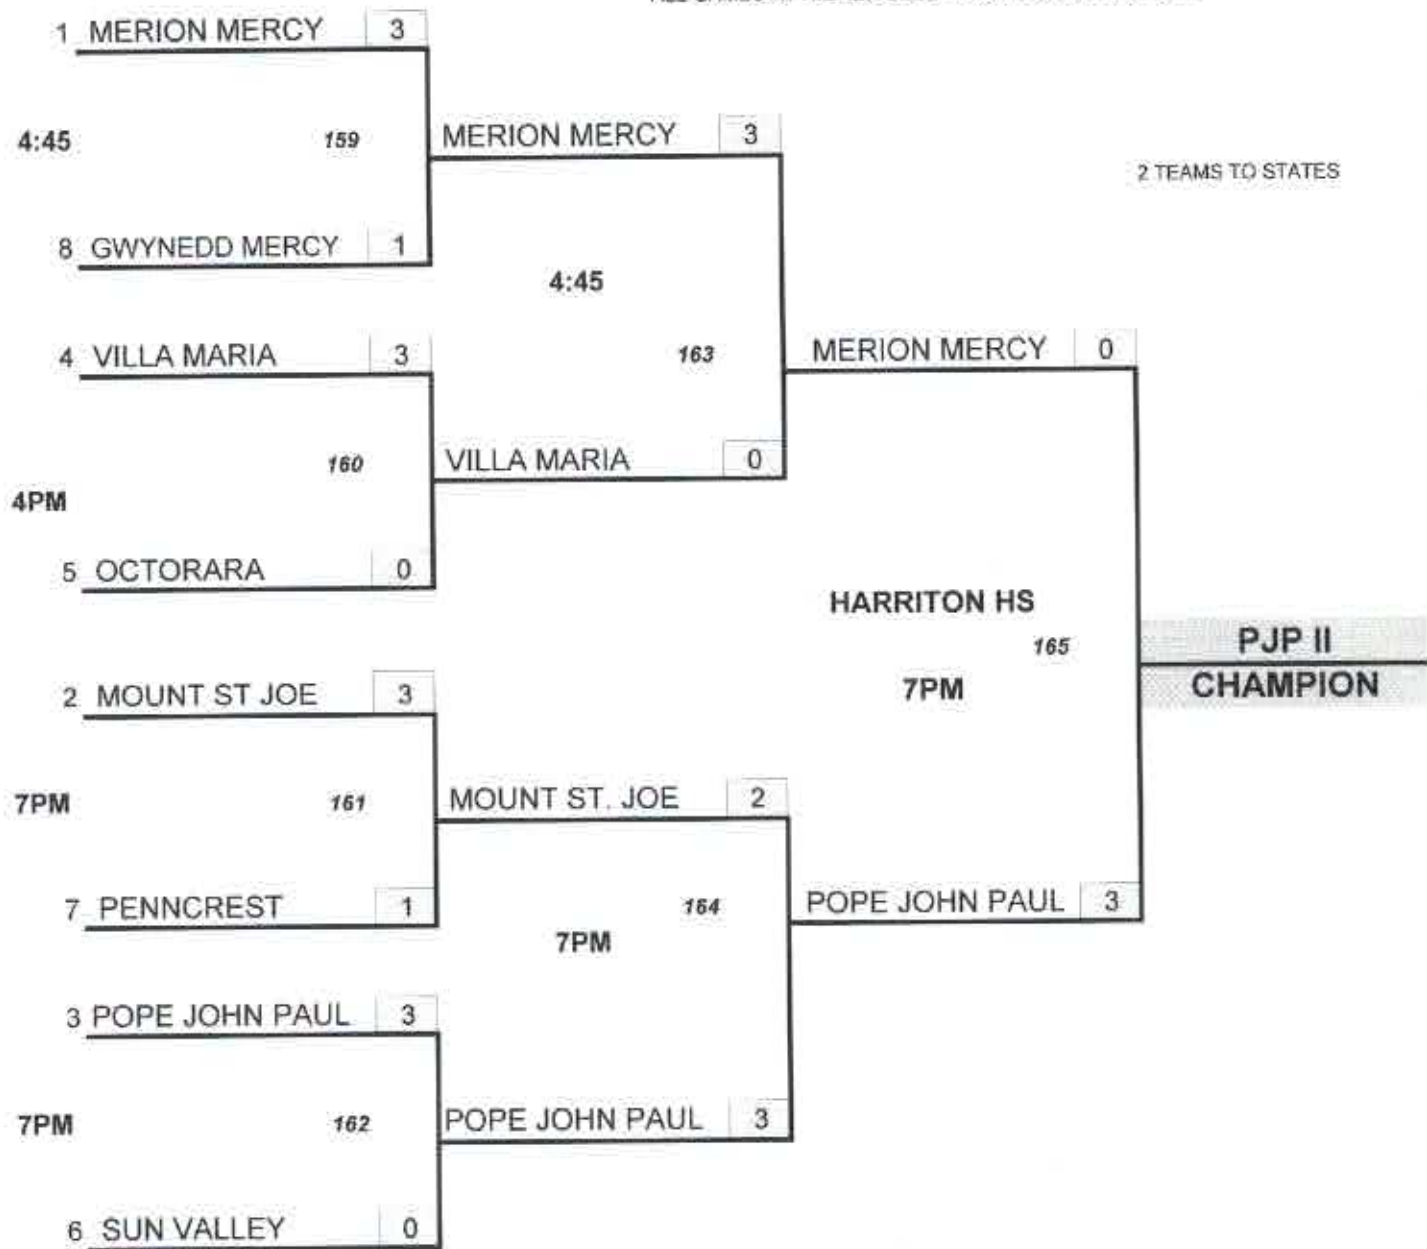 1 MERION MERCY 3
4:45 159
MERION MERCY 3
2 TEAMS TO STATES
8 GWYNEDD MERCY 1
4:45
4 VILLA MARIA 3
163
MERION MERCY 0
160
VILLA MARIA 0
4PM
5 OCTORARA 0
HARRITON HS
165
PJP II
CHAMPION
7PM
2 MOUNT ST JOE 3
7PM 161
MOUNT ST. JOE 2
7 PENNCREST 1
164
POPE JOHN PAUL 3
7PM
3 POPE JOHN PAUL 3
7PM 162
POPE JOHN PAUL 3
6 SUN VALLEY 0